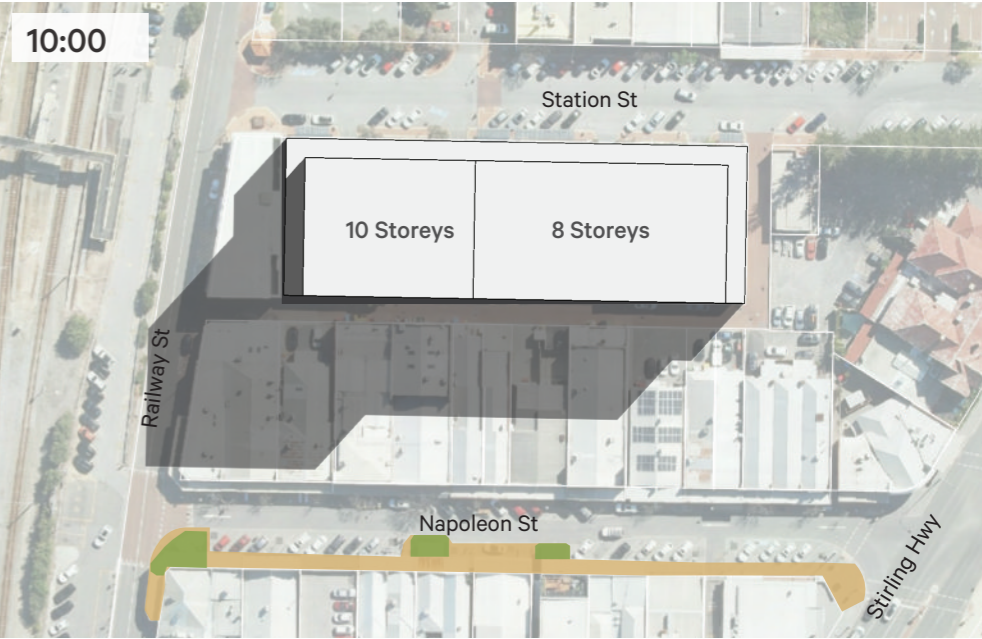 10:00
Station St
10 Storeys
8 Storeys
Railway St
Napoleon St
Stirling Hwy